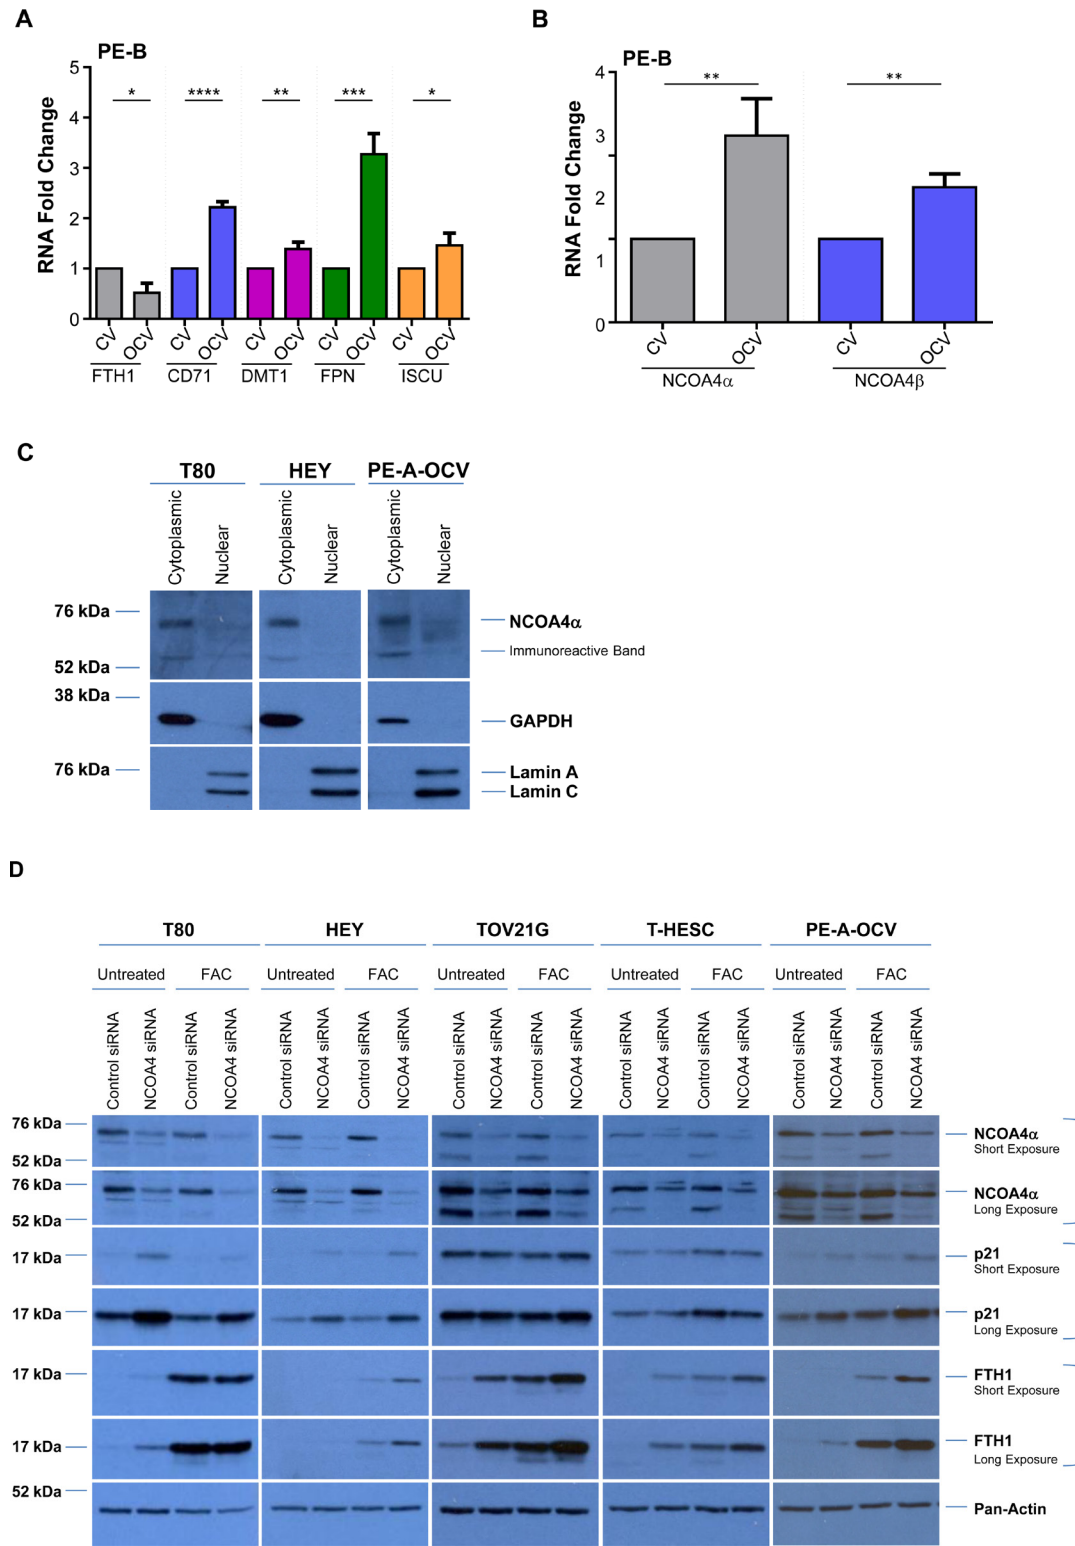 A
PE-B
RNA Fold Change
5
4
3
2
1
0
* **** ** *** *
CV OCV CV OCV CV OCV CV OCV CV OCV
FTH1 CD71 DMT1 FPN ISCU
B
PE-B
RNA Fold Change
4
3
2
1
0
** **
CV OCV CV OCV
NCOA4α NCOA4β
C
T80 HEY PE-A-OCV
Cytoplasmic Nuclear Cytoplasmic Nuclear Cytoplasmic Nuclear
76 kDa
NCOA4α
Immunoreactive Band
52 kDa
38 kDa
GAPDH
76 kDa
Lamin A
Lamin C
D
T80 HEY TOV21G T-HESC PE-A-OCV
Untreated FAC Untreated FAC Untreated FAC Untreated FAC Untreated FAC
Control siRNA NCOA4 siRNA Control siRNA NCOA4 siRNA Control siRNA NCOA4 siRNA Control siRNA NCOA4 siRNA Control siRNA NCOA4 siRNA Control siRNA NCOA4 siRNA Control siRNA NCOA4 siRNA Control siRNA NCOA4 siRNA Control siRNA NCOA4 siRNA Control siRNA NCOA4 siRNA
76 kDa
NCOA4α
Short Exposure
52 kDa
76 kDa
NCOA4α
Long Exposure
52 kDa
17 kDa
p21
Short Exposure
17 kDa
p21
Long Exposure
17 kDa
FTH1
Short Exposure
17 kDa
FTH1
Long Exposure
52 kDa
Pan-Actin